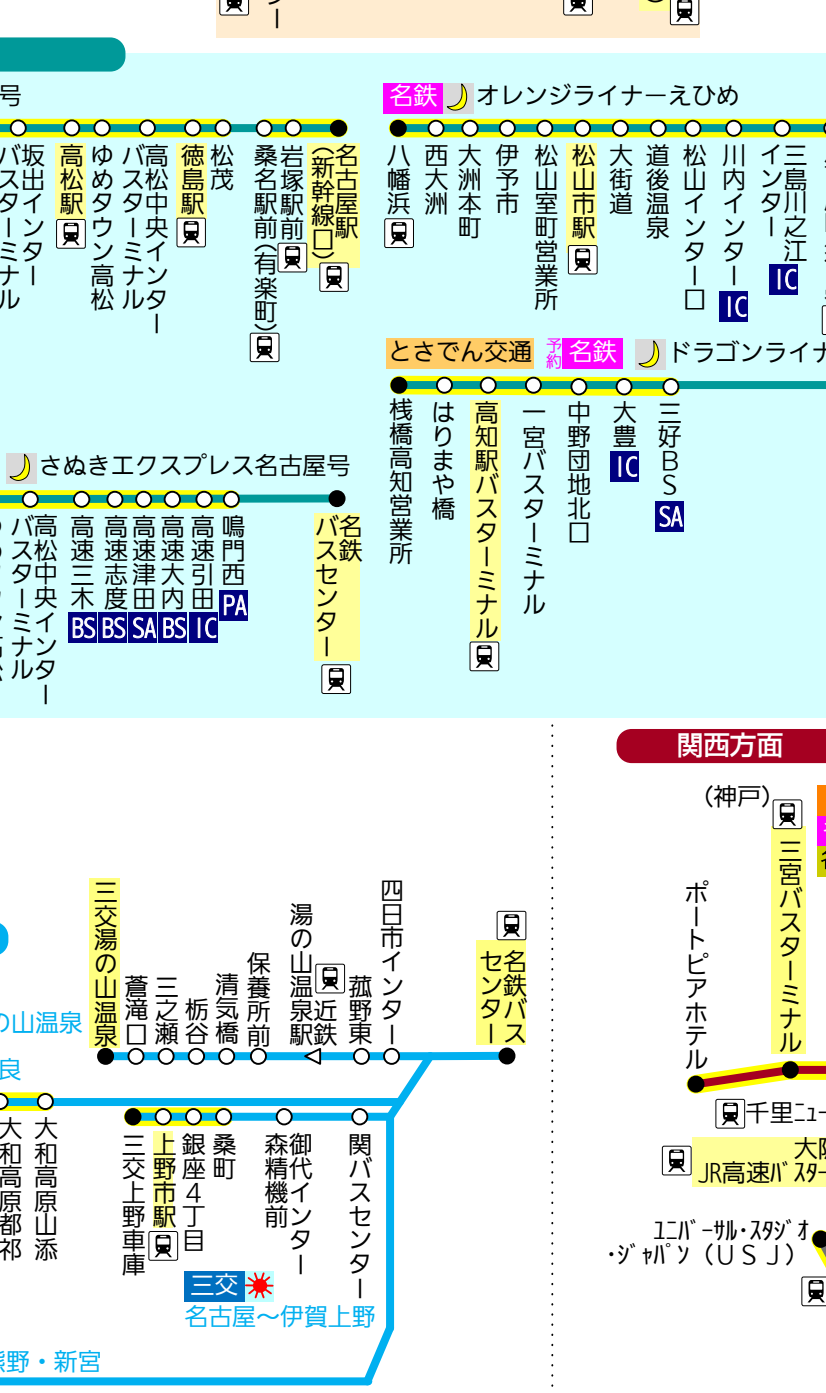 号
バスターミナル
坂出インター
高松駅
ゆめタウン高松
高松中央インター
バスターミナル
徳島駅
松茂
桑名駅前(有楽町)
岩塚駅前
名古屋駅
(新幹線口)
名鉄
オレンジライナーえひめ
八幡浜
西大洲
大洲本町
伊予市
松山室町営業所
松山市駅
大街道
道後温泉
松山インター口
川内インター
IC
三島川之江
インター
IC
とさでん交通
予約
名鉄
ドラゴンライナ
桟橋高知営業所
はりまや橋
高知駅バスターミナル
一宮バスターミナル
中野団地北口
大豊
IC
三好BS
SA
さぬきエクスプレス名古屋号
高松中央インター
バスターミナル
高速三木
BS
高速志度
BS
高速津田
SA
高速大内
BS
高速引田
IC
鳴門西
PA
名鉄
バスセンター
三交湯の山温泉
蒼滝口
三之瀬
栃谷
清気橋
保養所前
湯の山温泉駅
近鉄
菰野東
四日市インター
名鉄バス
センター
の山温泉
良
大和高原都祁
大和高原山添
三交上野車庫
上野市駅
銀座4丁目
桑町
森精機前
御代インター
関バスセンター
三交
名古屋〜伊賀上野
熊野・新宮
関西方面
(神戸)
三宮バスターミナル
ポートピアホテル
千里ニュー
大阪
JR高速バスター
ユニバーサル・スタジオ
・ジャパン(USJ)